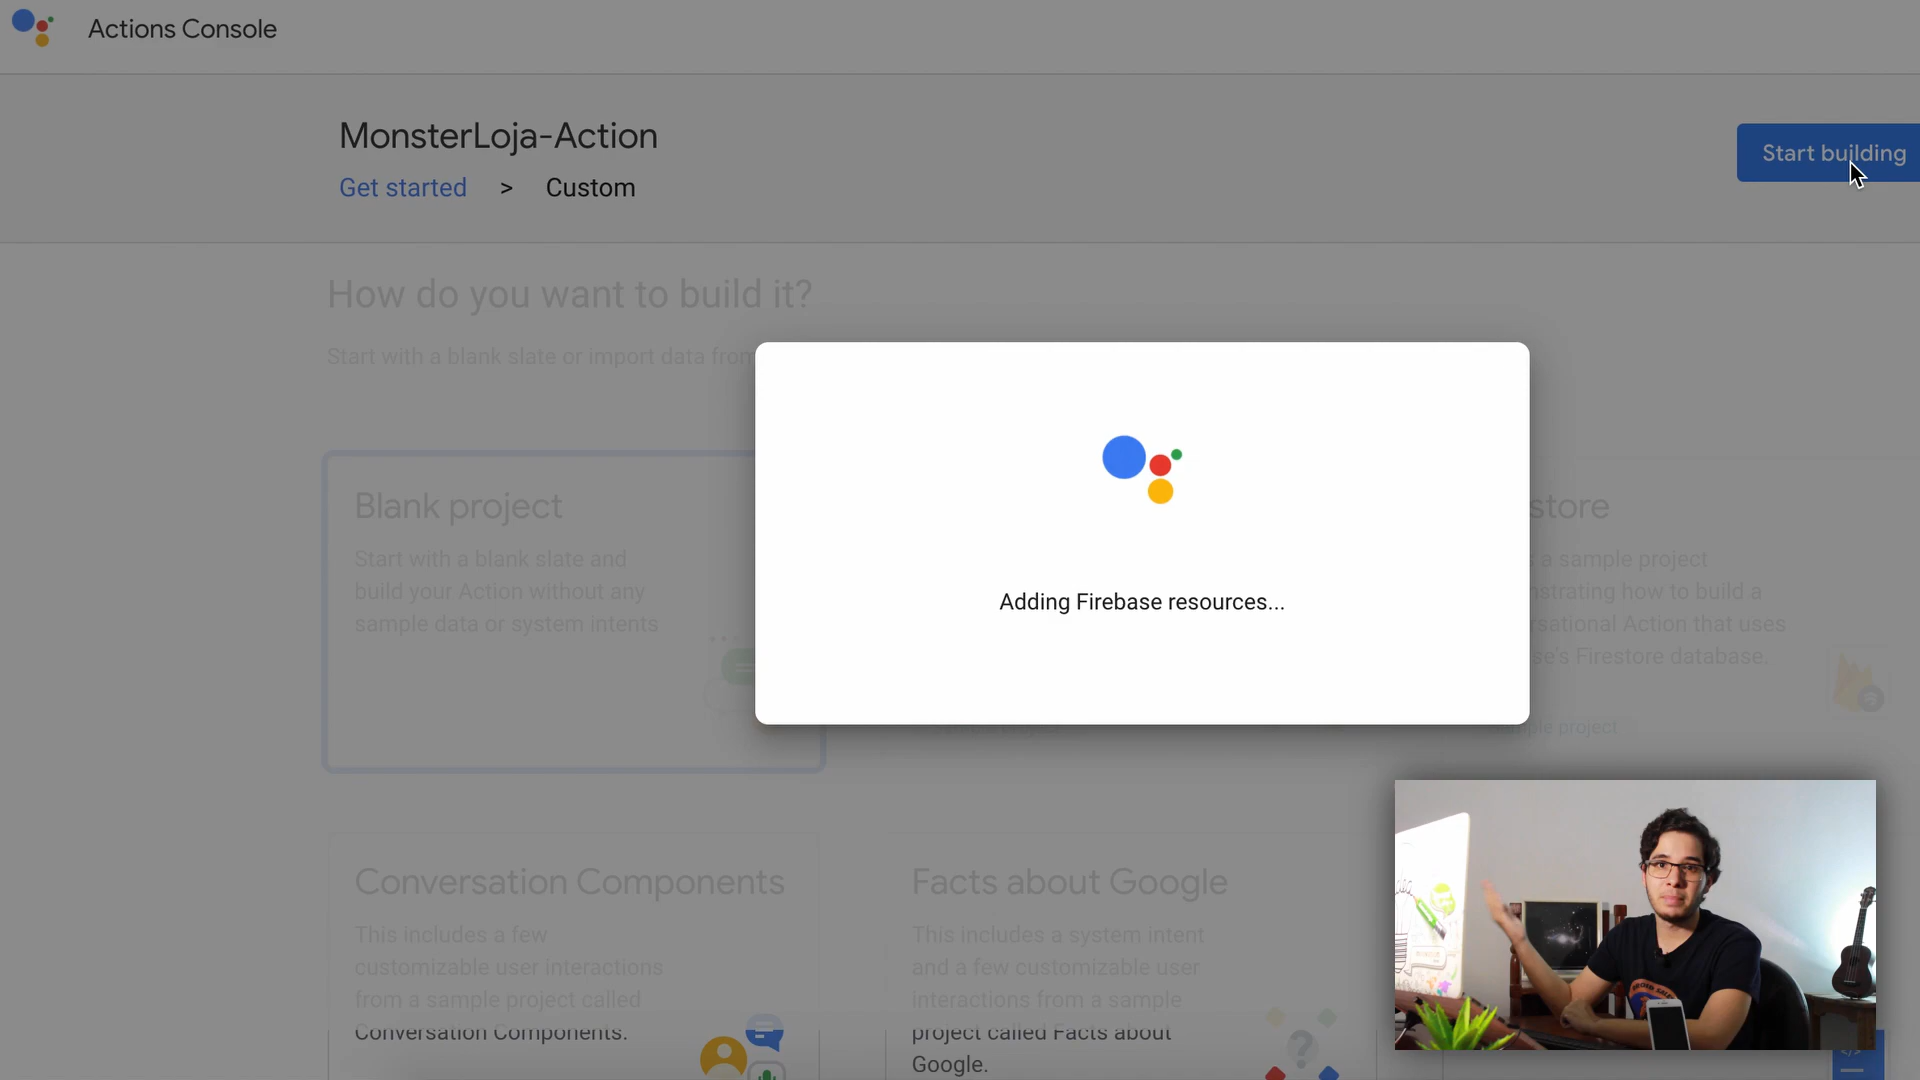 Actions Console
MonsterLoja-Action
Get started > Custom
Start building
How do you want to build it?
Start with a blank slate or import data from
Adding Firebase resources...
Blank project
Start with a blank slate and
build your Action without any
sample data or system intents
store
a sample project
nstrating how to build a
rsational Action that uses
se's Firestore database.
ple project
Conversation Components
This includes a few
customizable user interactions
from a sample project called
Conversation Components.
Facts about Google
This includes a system intent
and a few customizable user
interactions from a sample
project called Facts about
Google.